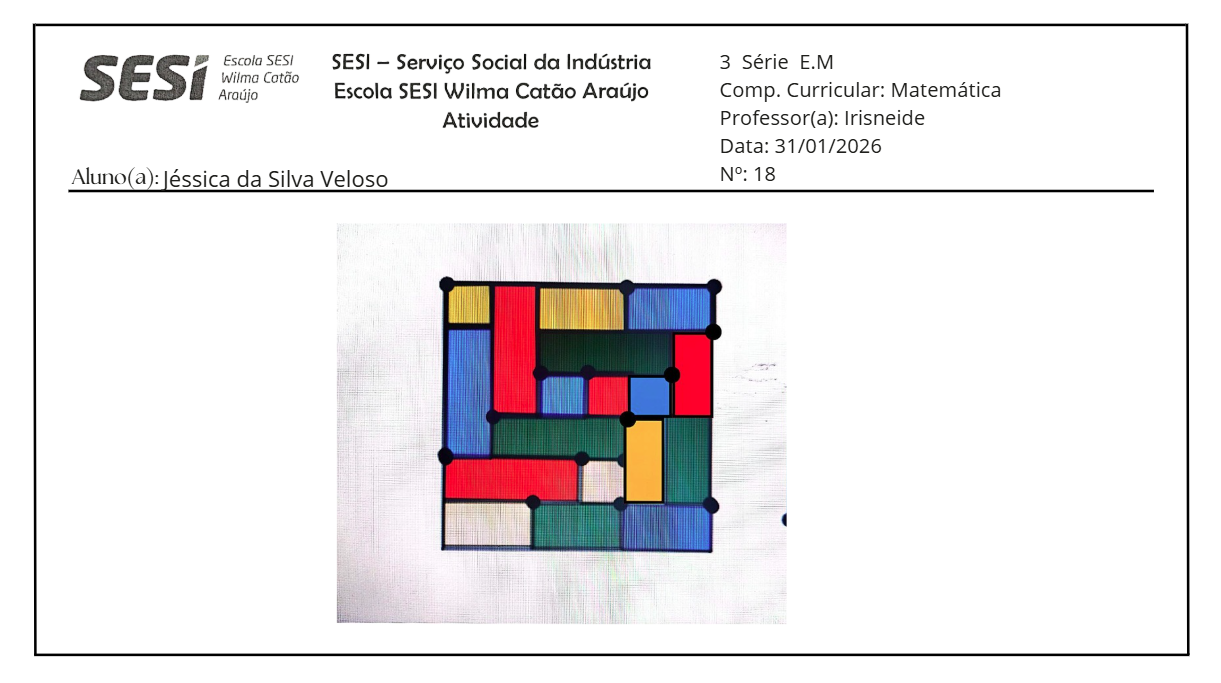 SESI
Escola SESI
Wilma Catão
Araújo
SESI – Serviço Social da Indústria
Escola SESI Wilma Catão Araújo
Atividade
3 Série E.M
Comp. Curricular: Matemática
Professor(a): Irisneide
Data: 31/01/2026
Nº: 18
Aluno(a): Jéssica da Silva Veloso